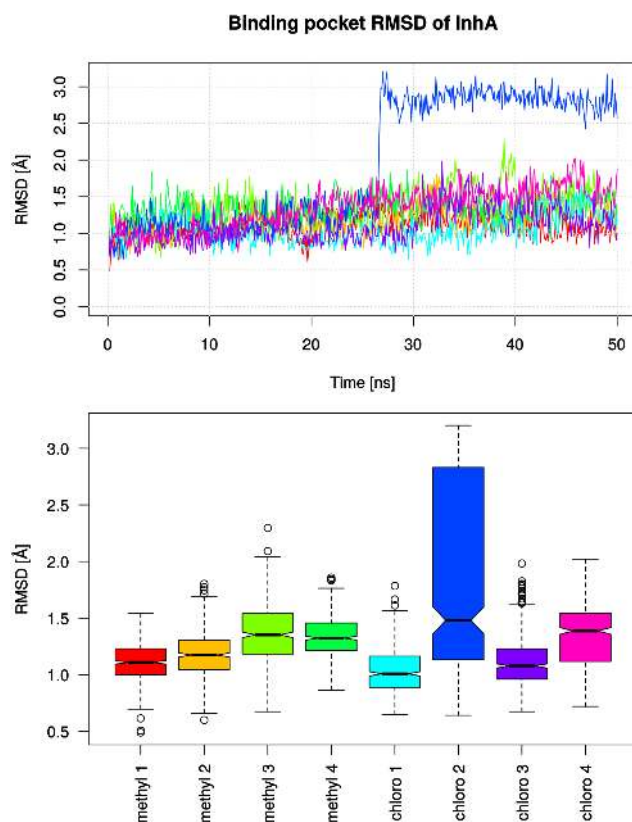 Binding pocket RMSD of InhA
RMSD [Å]
3.0
2.5
2.0
1.5
1.0
0.5
0.0
0 10 20 30 40 50
Time [ns]
RMSD [Å]
3.0
2.5
2.0
1.5
1.0
0.5
methyl 1
methyl 2
methyl 3
methyl 4
chloro 1
chloro 2
chloro 3
chloro 4